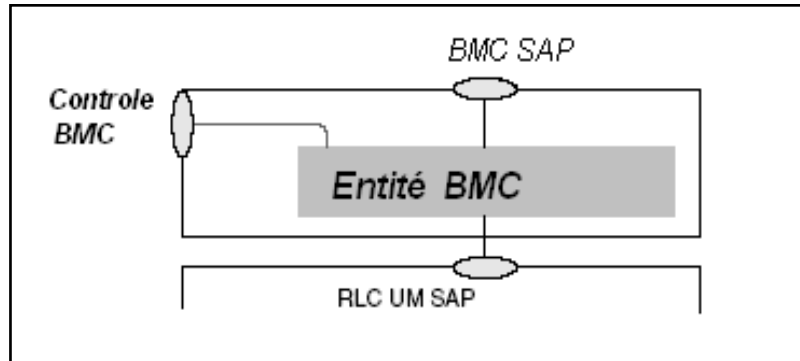 BMC SAP
Controle
BMC
Entité BMC
RLC UM SAP